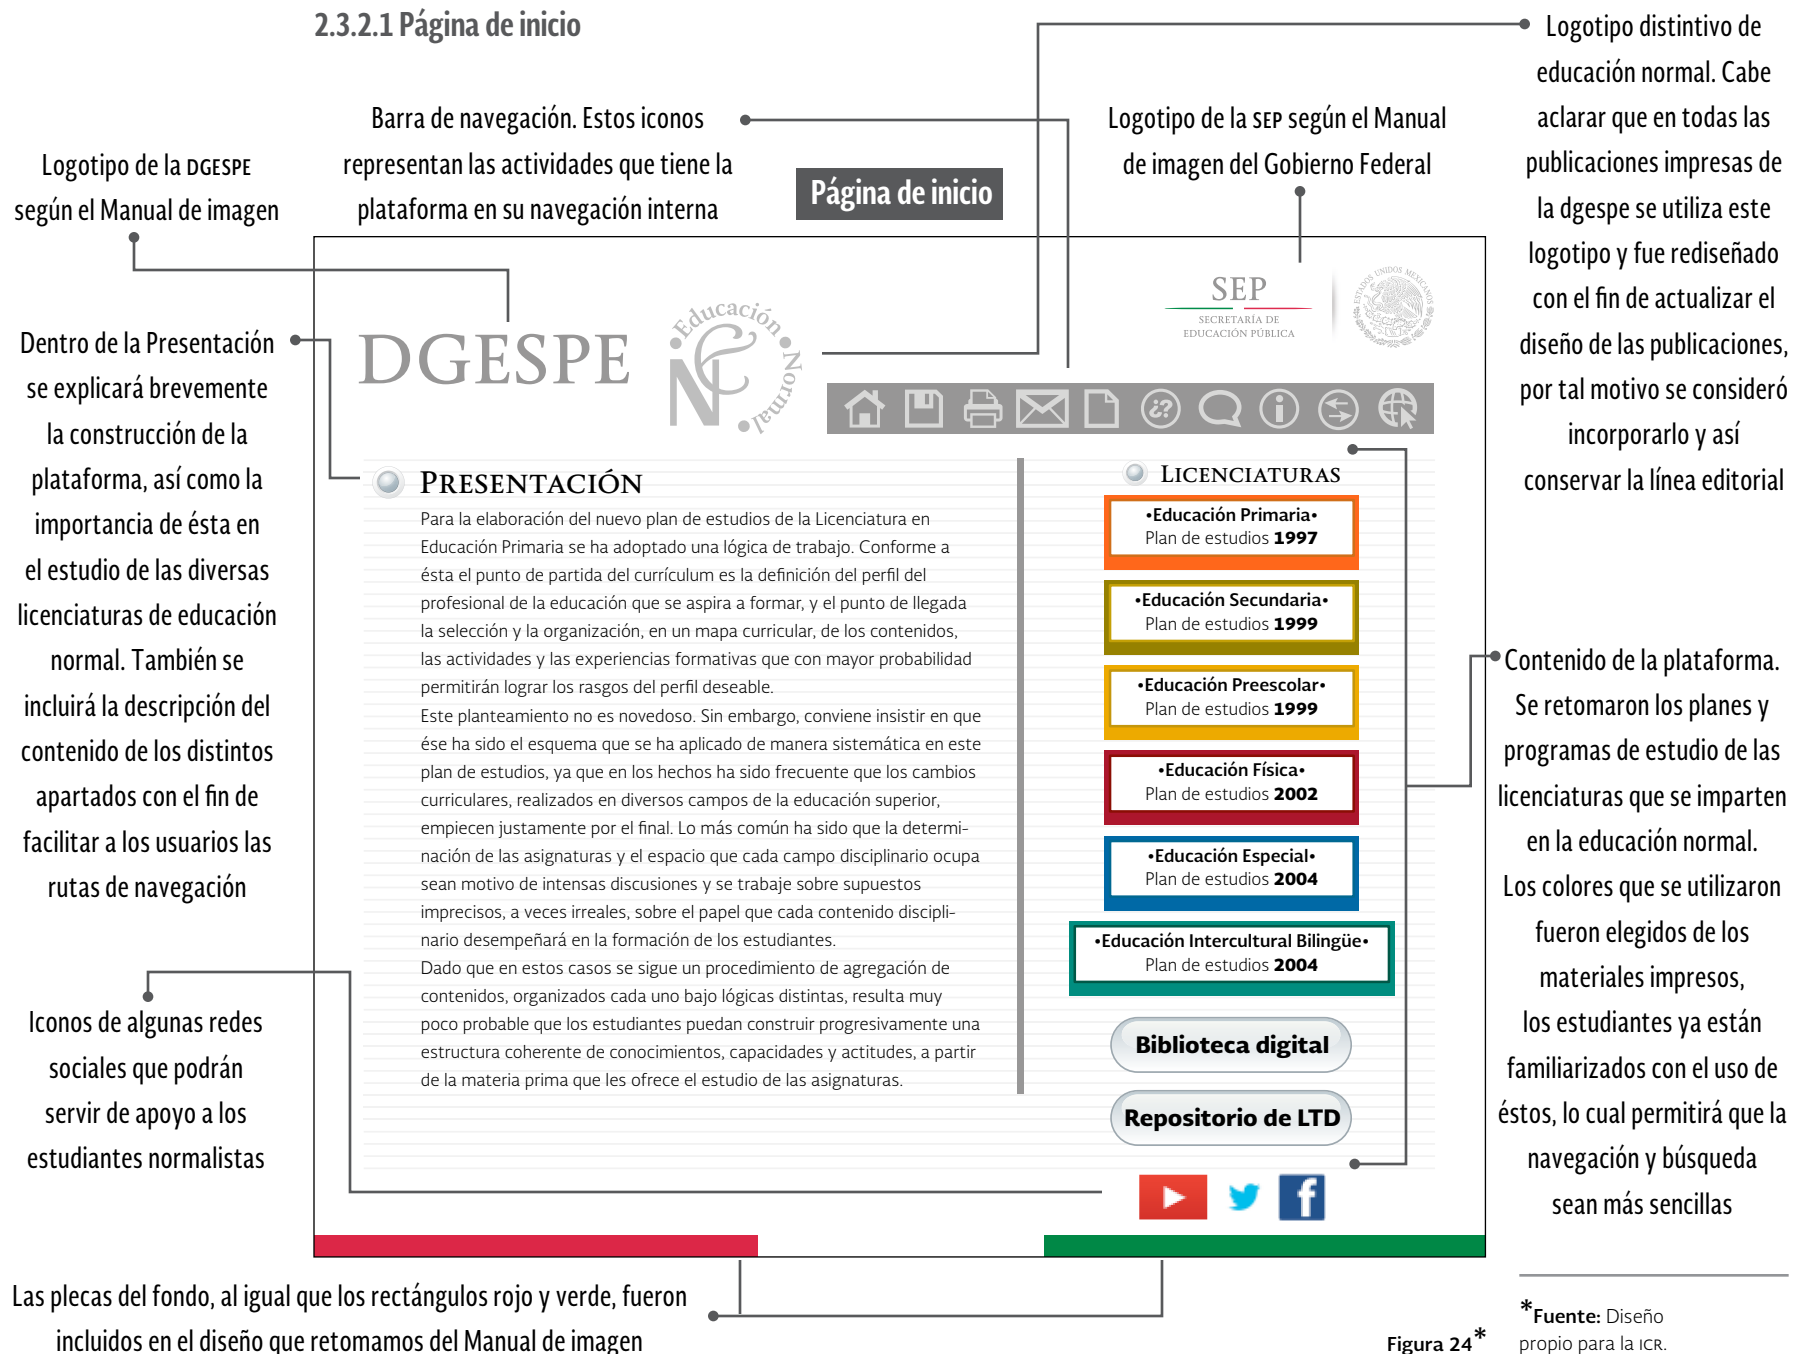 2.3.2.1 Página de inicio
Logotipo de la DGESPE
según el Manual de imagen
Barra de navegación. Estos iconos
representan las actividades que tiene la
plataforma en su navegación interna
Página de inicio
Logotipo de la SEP según el Manual
de imagen del Gobierno Federal
Logotipo distintivo de
educación normal. Cabe
aclarar que en todas las
publicaciones impresas de
la dgespe se utiliza este
logotipo y fue rediseñado
con el fin de actualizar el
diseño de las publicaciones,
por tal motivo se consideró
incorporarlo y así
conservar la línea editorial
Dentro de la Presentación
se explicará brevemente
la construcción de la
plataforma, así como la
importancia de ésta en
el estudio de las diversas
licenciaturas de educación
normal. También se
incluirá la descripción del
contenido de los distintos
apartados con el fin de
facilitar a los usuarios las
rutas de navegación
Iconos de algunas redes
sociales que podrán
servir de apoyo a los
estudiantes normalistas
DGESPE
Educación Normal
N
SEP
SECRETARÍA DE
EDUCACIÓN PÚBLICA
ESTADOS UNIDOS MEXICANOS
¿?
i
PRESENTACIÓN
Para la elaboración del nuevo plan de estudios de la Licenciatura en
Educación Primaria se ha adoptado una lógica de trabajo. Conforme a
ésta el punto de partida del currículum es la definición del perfil del
profesional de la educación que se aspira a formar, y el punto de llegada
la selección y la organización, en un mapa curricular, de los contenidos,
las actividades y las experiencias formativas que con mayor probabilidad
permitirán lograr los rasgos del perfil deseable.
Este planteamiento no es novedoso. Sin embargo, conviene insistir en que
ése ha sido el esquema que se ha aplicado de manera sistemática en este
plan de estudios, ya que en los hechos ha sido frecuente que los cambios
curriculares, realizados en diversos campos de la educación superior,
empiecen justamente por el final. Lo más común ha sido que la determi-
nación de las asignaturas y el espacio que cada campo disciplinario ocupa
sean motivo de intensas discusiones y se trabaje sobre supuestos
imprecisos, a veces irreales, sobre el papel que cada contenido discipli-
nario desempeñará en la formación de los estudiantes.
Dado que en estos casos se sigue un procedimiento de agregación de
contenidos, organizados cada uno bajo lógicas distintas, resulta muy
poco probable que los estudiantes puedan construir progresivamente una
estructura coherente de conocimientos, capacidades y actitudes, a partir
de la materia prima que les ofrece el estudio de las asignaturas.
LICENCIATURAS
•Educación Primaria•
Plan de estudios 1997
•Educación Secundaria•
Plan de estudios 1999
•Educación Preescolar•
Plan de estudios 1999
•Educación Física•
Plan de estudios 2002
•Educación Especial•
Plan de estudios 2004
•Educación Intercultural Bilingüe•
Plan de estudios 2004
Biblioteca digital
Repositorio de LTD
f
Contenido de la plataforma.
Se retomaron los planes y
programas de estudio de las
licenciaturas que se imparten
en la educación normal.
Los colores que se utilizaron
fueron elegidos de los
materiales impresos,
los estudiantes ya están
familiarizados con el uso de
éstos, lo cual permitirá que la
navegación y búsqueda
sean más sencillas
Las plecas del fondo, al igual que los rectángulos rojo y verde, fueron
incluidos en el diseño que retomamos del Manual de imagen
Figura 24*
*Fuente: Diseño
propio para la ICR.